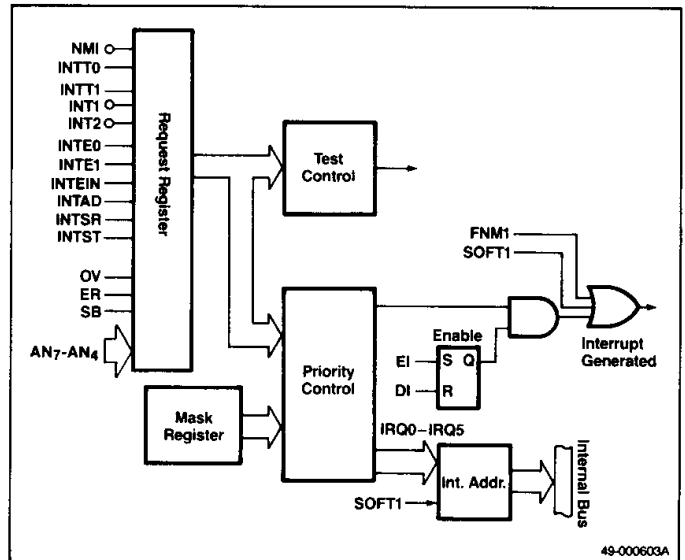 NMI
INTT0
INTT1
INT1
INT2
INTE0
INTE1
INTEIN
INTAD
INTSR
INTST
OV
ER
SB
AN7-AN4
Request Register
Test
Control
Mask
Register
Priority
Control
FNM1
SOFT1
Enable
EI
S Q
DI
R
Interrupt
Generated
IRQ0-IRQ5
SOFT1
Int. Addr.
Internal Bus
49-000603A